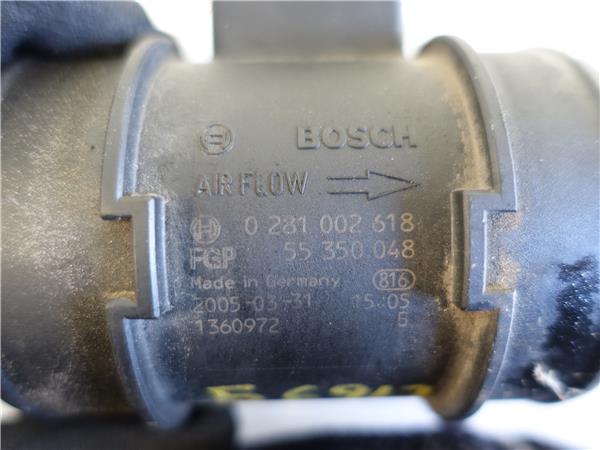 BOSCH
AIR FLOW
0 281 002 618
FGP 55 350 048
Made in Germany 816
2005-03-31 15:05
1360972 5